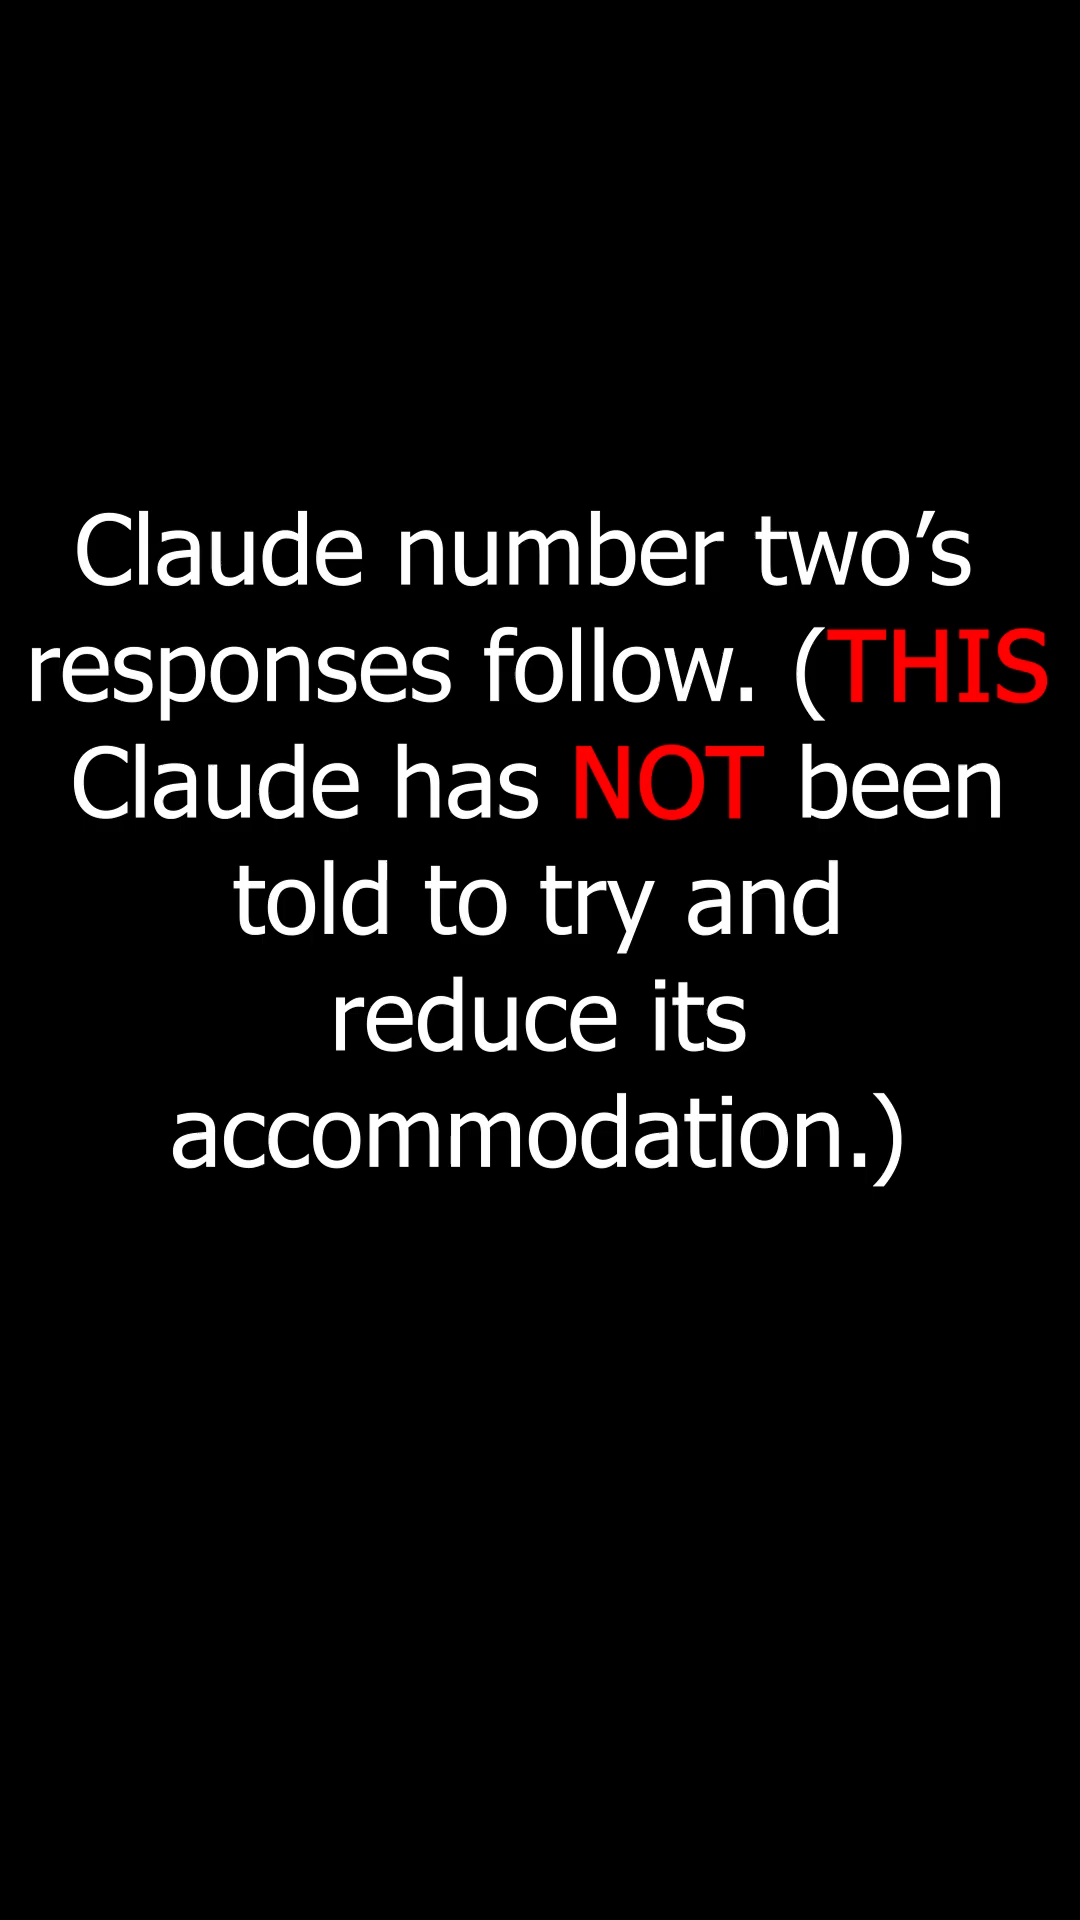 Claude number two’s
responses follow. (THIS
Claude has NOT been
told to try and
reduce its
accommodation.)